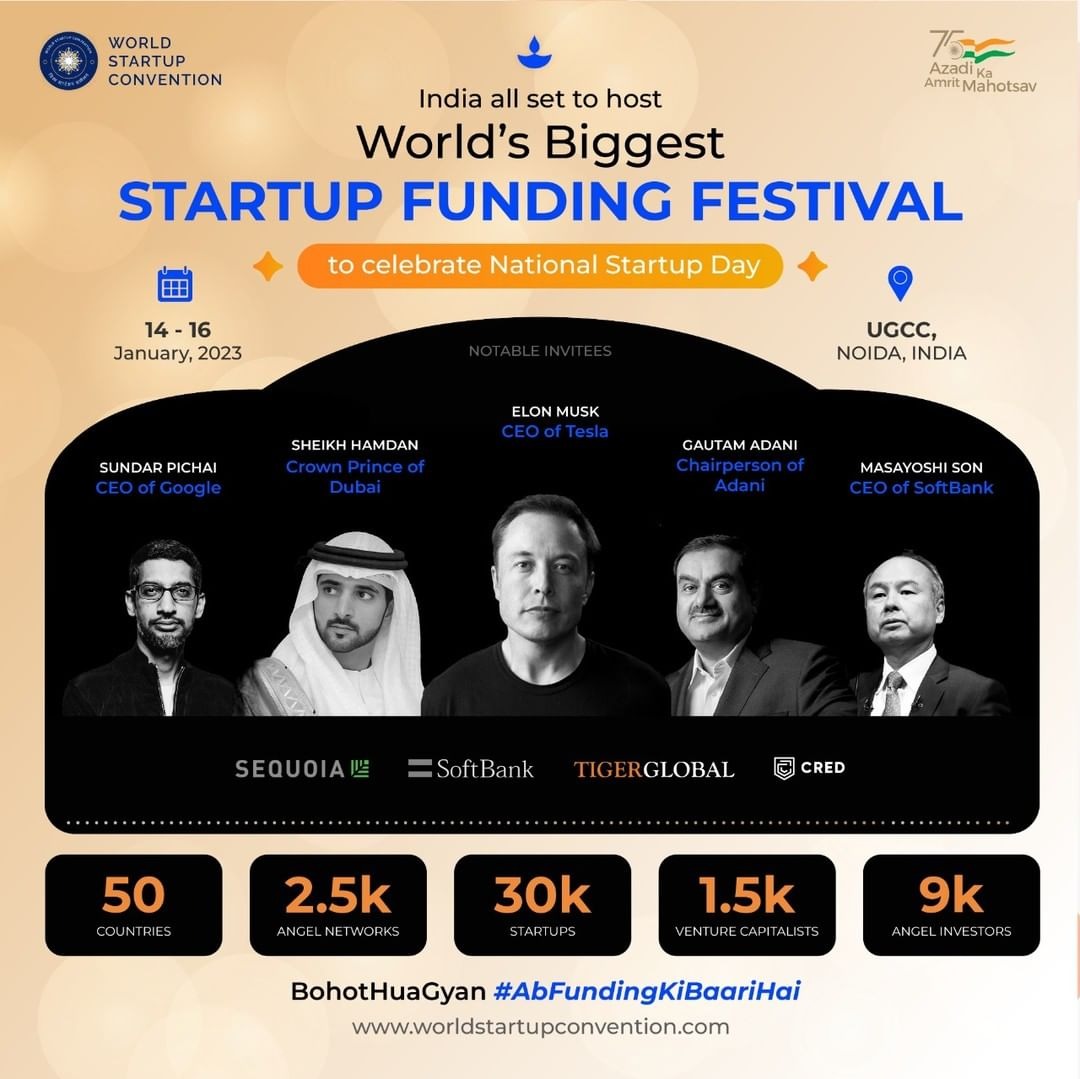 WORLD
STARTUP
CONVENTION
75
Azadi Ka
Amrit Mahotsav
India all set to host
World's Biggest
STARTUP FUNDING FESTIVAL
to celebrate National Startup Day
14 - 16
January, 2023
UGCC,
NOIDA, INDIA
NOTABLE INVITEES
SUNDAR PICHAI
CEO of Google
SHEIKH HAMDAN
Crown Prince of
Dubai
ELON MUSK
CEO of Tesla
GAUTAM ADANI
Chairperson of
Adani
MASAYOSHI SON
CEO of SoftBank
SEQUOIA
SoftBank
TIGERGLOBAL
CRED
50
COUNTRIES
2.5k
ANGEL NETWORKS
30k
STARTUPS
1.5k
VENTURE CAPITALISTS
9k
ANGEL INVESTORS
BohotHuaGyan #AbFundingKiBaariHai
www.worldstartupconvention.com